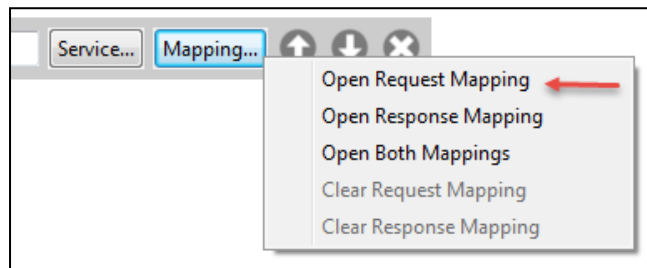 Service... Mapping...
Open Request Mapping
Open Response Mapping
Open Both Mappings
Clear Request Mapping
Clear Response Mapping